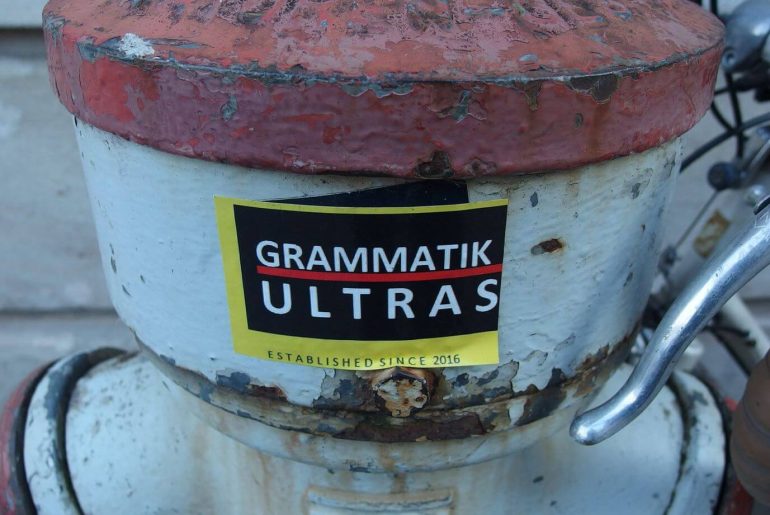 GRAMMATIK
ULTRAS
ESTABLISHED SINCE 2016